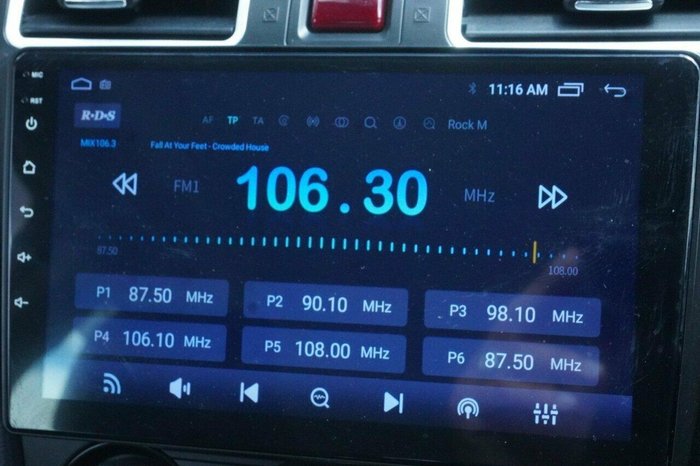 MIC
11:16 AM
RST
R•D•S
AF TP TA Rock M
MIX106.3 Fall At Your Feet - Crowded House
FM1 106.30 MHz
87.50 108.00
P1 87.50 MHz P2 90.10 MHz P3 98.10 MHz
P4 106.10 MHz P5 108.00 MHz P6 87.50 MHz